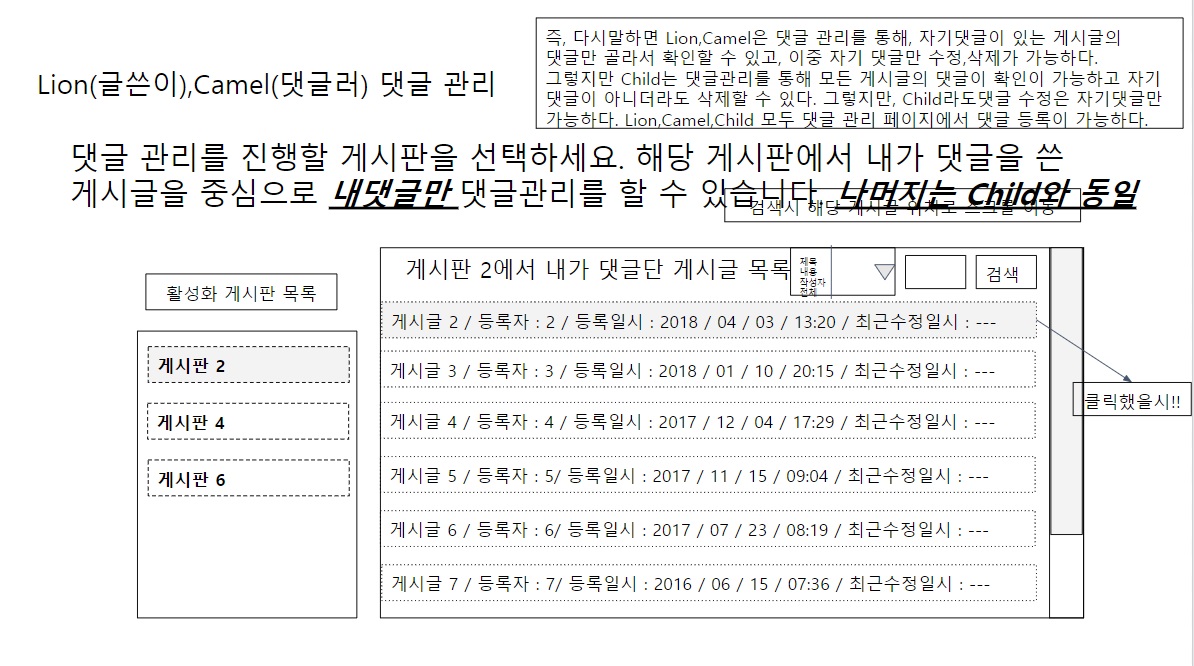 즉, 다시말하면 Lion,Camel은 댓글 관리를 통해, 자기댓글이 있는 게시글의
댓글만 골라서 확인할 수 있고, 이중 자기 댓글만 수정,삭제가 가능하다.
그렇지만 Child는 댓글관리를 통해 모든 게시글의 댓글이 확인이 가능하고 자기
댓글이 아니더라도 삭제할 수 있다. 그렇지만, Child라도댓글 수정은 자기댓글만
가능하다. Lion,Camel,Child 모두 댓글 관리 페이지에서 댓글 등록이 가능하다.
Lion(글쓴이),Camel(댓글러) 댓글 관리
댓글 관리를 진행할 게시판을 선택하세요. 해당 게시판에서 내가 댓글을 쓴
게시글을 중심으로 내댓글만 댓글관리를 할 수 있습니다. 나머지는 Child와 동일
검색시 해당 게시글 위치로 스크롤 이동
활성화 게시판 목록
게시판 2
게시판 4
게시판 6
게시판 2에서 내가 댓글단 게시글 목록
제목
내용
작성자
전체
검색
게시글 2 / 등록자 : 2 / 등록일시 : 2018 / 04 / 03 / 13:20 / 최근수정일시 : ---
게시글 3 / 등록자 : 3 / 등록일시 : 2018 / 01 / 10 / 20:15 / 최근수정일시 : ---
게시글 4 / 등록자 : 4 / 등록일시 : 2017 / 12 / 04 / 17:29 / 최근수정일시 : ---
게시글 5 / 등록자 : 5/ 등록일시 : 2017 / 11 / 15 / 09:04 / 최근수정일시 : ---
게시글 6 / 등록자 : 6/ 등록일시 : 2017 / 07 / 23 / 08:19 / 최근수정일시 : ---
게시글 7 / 등록자 : 7/ 등록일시 : 2016 / 06 / 15 / 07:36 / 최근수정일시 : ---
클릭했을시!!